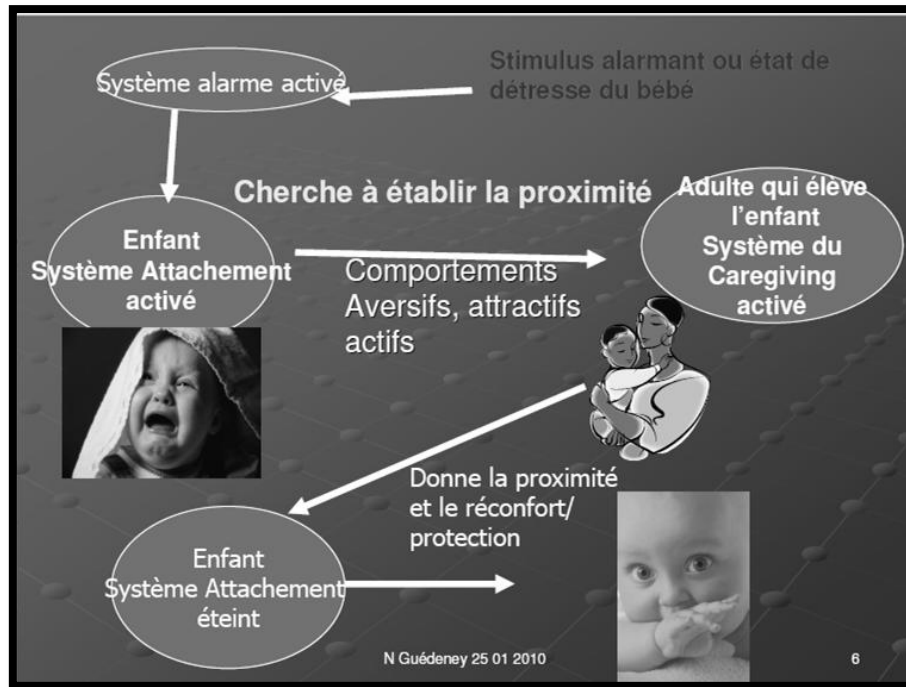 Stimulus alarmant ou état de
détresse du bébé
Système alarme activé
Cherche à établir la proximité
Adulte qui élève
l'enfant
Système du
Caregiving
activé
Enfant
Système Attachement
activé
Comportements
Aversifs, attractifs
actifs
Donne la proximité
et le réconfort/
protection
Enfant
Système Attachement
éteint
N Guédeney 25 01 2010
6